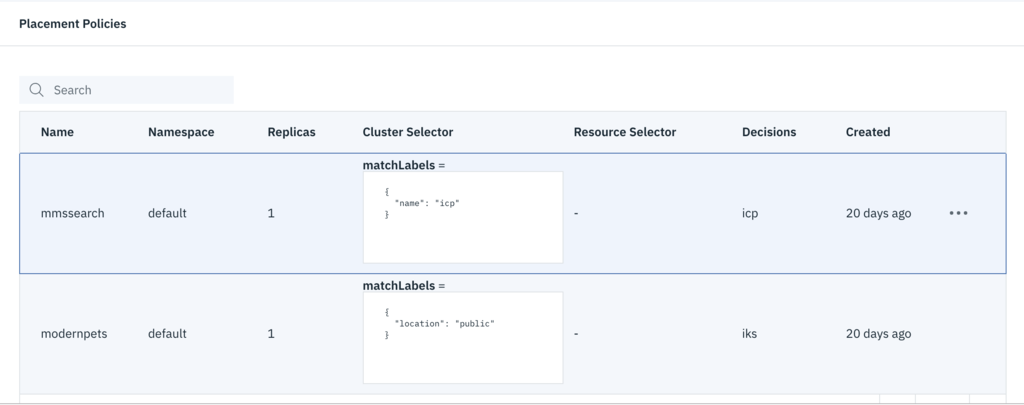 Placement Policies
Search
Name Namespace Replicas Cluster Selector Resource Selector Decisions Created
matchLabels =
{
"name": "icp"
}
mmssearch default 1 - icp 20 days ago
matchLabels =
{
"location": "public"
}
modernpets default 1 - iks 20 days ago